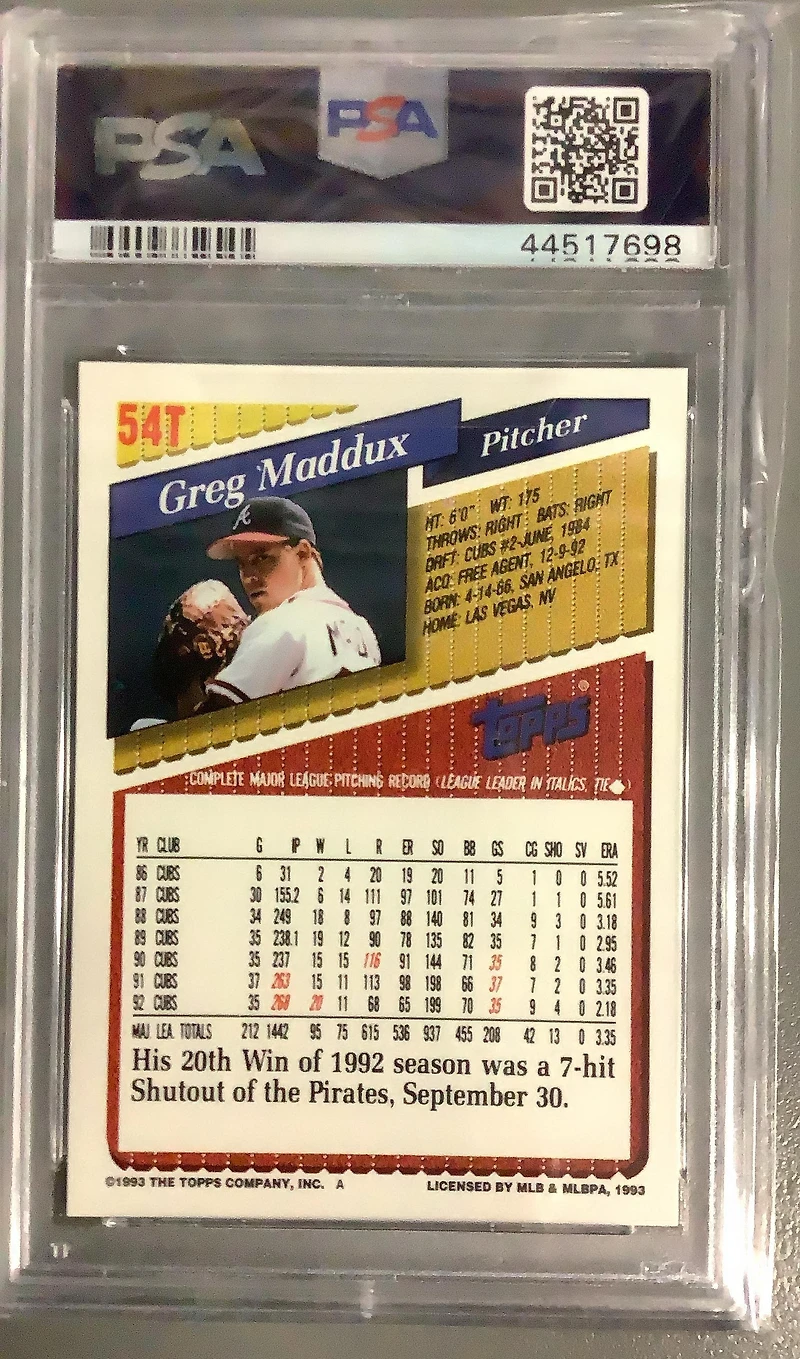 PSA PSA
44517698
54T
Greg Maddux Pitcher
HT: 6'0" WT: 175
THROWS: RIGHT BATS: RIGHT
DRFT: CUBS #2-JUNE, 1984
ACQ: FREE AGENT, 12-9-92
BORN: 4-14-66, SAN ANGELO, TX
HOME: LAS VEGAS, NV
TOPPS
COMPLETE MAJOR LEAGUE PITCHING RECORD (LEAGUE LEADER IN ITALICS, TIE◆)
YR CLUB G IP W L R ER SO BB GS CG SHO SV ERA
86 CUBS 6 31 2 4 20 19 20 11 5 1 0 0 5.52
87 CUBS 30 155.2 6 14 111 97 101 74 27 1 1 0 5.61
88 CUBS 34 249 18 8 97 88 140 81 34 9 3 0 3.18
89 CUBS 35 238.1 19 12 90 78 135 82 35 7 1 0 2.95
90 CUBS 35 237 15 15 116 91 144 71 35 8 2 0 3.46
91 CUBS 37 263 15 11 113 98 198 66 37 7 2 0 3.35
92 CUBS 35 268 20 11 68 65 199 70 35 9 4 0 2.18
MAJ. LEA. TOTALS 212 1442 95 75 615 536 937 455 208 42 13 0 3.35
His 20th Win of 1992 season was a 7-hit
Shutout of the Pirates, September 30.
©1993 THE TOPPS COMPANY, INC. A LICENSED BY MLB & MLBPA, 1993